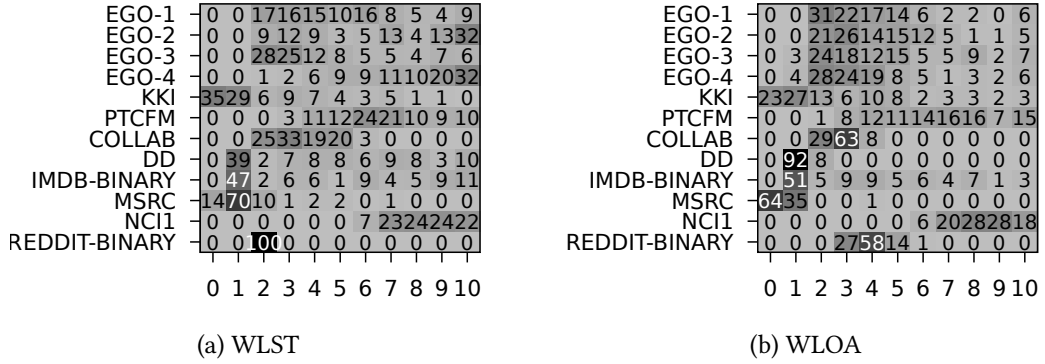 EGO-1 0 0 17 16 15 10 16 8 5 4 9
EGO-2 0 0 9 12 9 3 5 13 4 13 32
EGO-3 0 0 28 25 12 8 5 5 4 7 6
EGO-4 0 0 1 2 6 9 9 11 10 20 32
KKI 35 29 6 9 7 4 3 5 1 1 0
PTCFM 0 0 0 3 11 12 24 21 10 9 10
COLLAB 0 0 25 33 19 20 3 0 0 0 0
DD 0 39 2 7 8 8 6 9 8 3 10
IMDB-BINARY 0 47 2 6 6 1 9 4 5 9 11
MSRC 14 70 10 1 2 2 0 1 0 0 0
NCI1 0 0 0 0 0 0 7 23 24 24 22
REDDIT-BINARY 0 0 100 0 0 0 0 0 0 0 0
0 1 2 3 4 5 6 7 8 9 10
(a) WLST
EGO-1 0 0 31 22 17 14 6 2 2 0 6
EGO-2 0 0 21 26 14 15 12 5 1 1 5
EGO-3 0 3 24 18 12 15 5 5 9 2 7
EGO-4 0 4 28 24 19 8 5 1 3 2 6
KKI 23 27 13 6 10 8 2 3 3 2 3
PTCFM 0 0 1 8 12 11 14 16 16 7 15
COLLAB 0 0 29 63 8 0 0 0 0 0 0
DD 0 92 8 0 0 0 0 0 0 0 0
IMDB-BINARY 0 51 5 9 9 5 6 4 7 1 3
MSRC 64 35 0 0 1 0 0 0 0 0 0
NCI1 0 0 0 0 0 0 6 20 28 28 18
REDDIT-BINARY 0 0 0 27 58 14 1 0 0 0 0
0 1 2 3 4 5 6 7 8 9 10
(b) WLOA